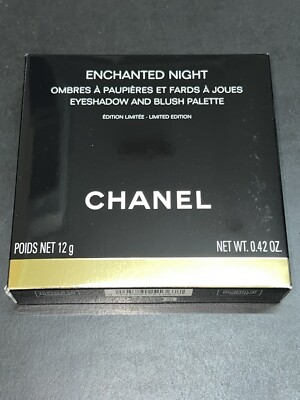 ENCHANTED NIGHT
OMBRES À PAUPIÈRES ET FARDS À JOUES
EYESHADOW AND BLUSH PALETTE
ÉDITION LIMITÉE - LIMITED EDITION
CHANEL
POIDS NET 12 g
NET WT. 0.42 OZ.